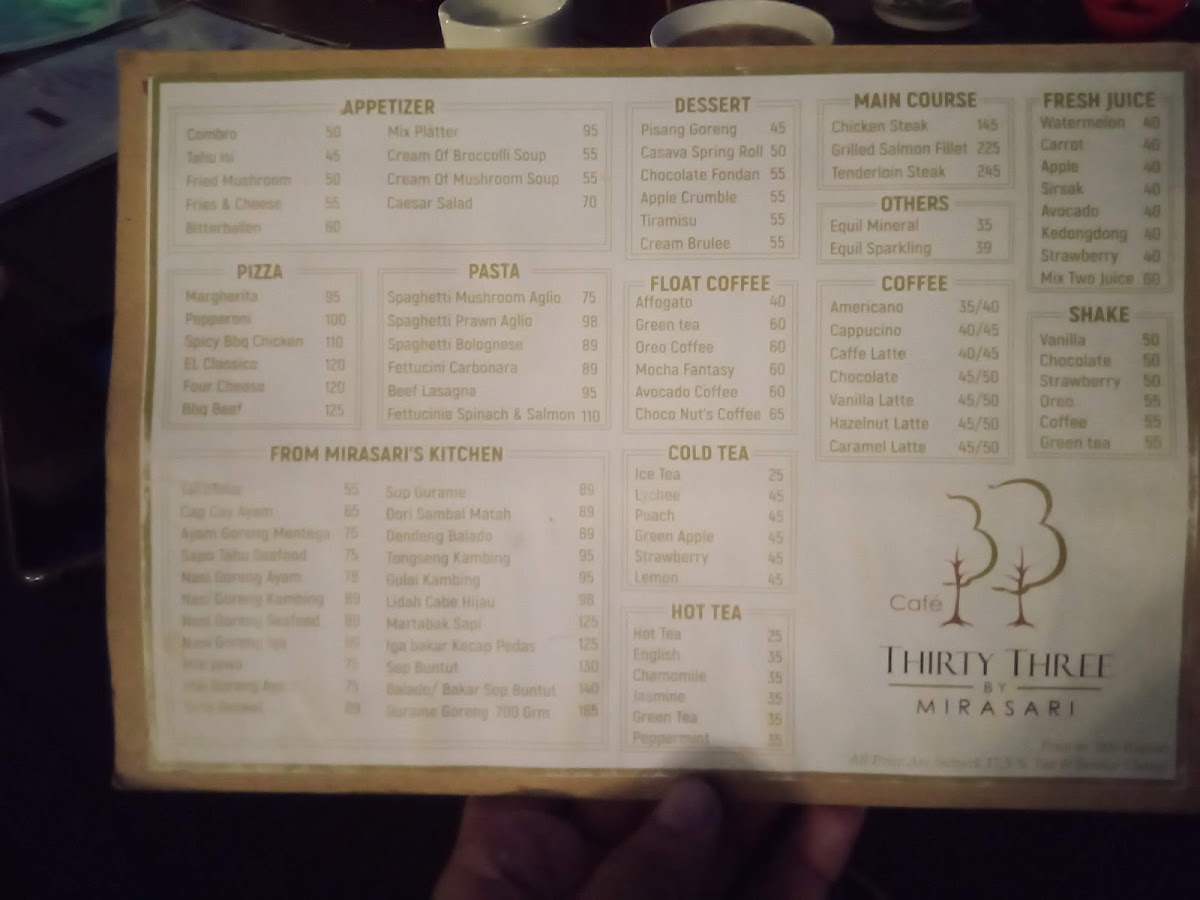 APPETIZER
Combro 50
Tahu isi 45
Fried Mushroom 50
Fries & Cheese 55
Bitterballen 60
Mix Platter 95
Cream Of Broccolli Soup 55
Cream Of Mushroom Soup 55
Caesar Salad 70
DESSERT
Pisang Goreng 45
Casava Spring Roll 50
Chocolate Fondan 55
Apple Crumble 55
Tiramisu 55
Cream Brulee 55
MAIN COURSE
Chicken Steak 145
Grilled Salmon Fillet 225
Tenderloin Steak 245
OTHERS
Equil Mineral 35
Equil Sparkling 39
FRESH JUICE
Watermelon 40
Carrot 40
Apple 40
Sirsak 40
Avocado 40
Kedongdong 40
Strawberry 40
Mix Two Juice 60
PIZZA
Margherita 95
Pepperoni 100
Spicy Bbq Chicken 110
EL Classico 120
Four Cheese 120
Bbq Beef 125
PASTA
Spaghetti Mushroom Aglio 75
Spaghetti Prawn Aglio 98
Spaghetti Bolognese 89
Fettucini Carbonara 89
Beef Lasagna 95
Fettucinie Spinach & Salmon 110
FLOAT COFFEE
Affogato 40
Green tea 60
Oreo Coffee 60
Mocha Fantasy 60
Avocado Coffee 60
Choco Nut's Coffee 65
COFFEE
Americano 35/40
Cappucino 40/45
Caffe Latte 40/45
Chocolate 45/50
Vanilla Latte 45/50
Hazelnut Latte 45/50
Caramel Latte 45/50
SHAKE
Vanilla 50
Chocolate 50
Strawberry 50
Oreo 55
Coffee 55
Green tea 55
FROM MIRASARI'S KITCHEN
55
Cap Cay Ayam 65
Ayam Goreng Mentega 75
Sapo Tahu Seafood 75
Nasi Goreng Ayam 78
Nasi Goreng Kambing 89
Nasi Goreng Seafood 89
Nasi Goreng Iga
75
75
89
Sup Gurame 89
Dori Sambal Matah 89
Dendeng Balado 89
Tongseng Kambing 95
Gulai Kambing 95
Lidah Cabe Hijau 98
Martabak Sapi 125
Iga bakar Kecap Pedas 125
Sop Buntut 130
Balado/ Bakar Sop Buntut 140
Gurame Goreng 700 Grm 165
COLD TEA
Ice Tea 25
Lychee 45
Peach 45
Green Apple 45
Strawberry 45
Lemon 45
HOT TEA
Hot Tea 25
English 35
Chamomile 35
Jasmine 35
Green Tea 35
Peppermint 35
33
Café
THIRTY THREE
BY
MIRASARI